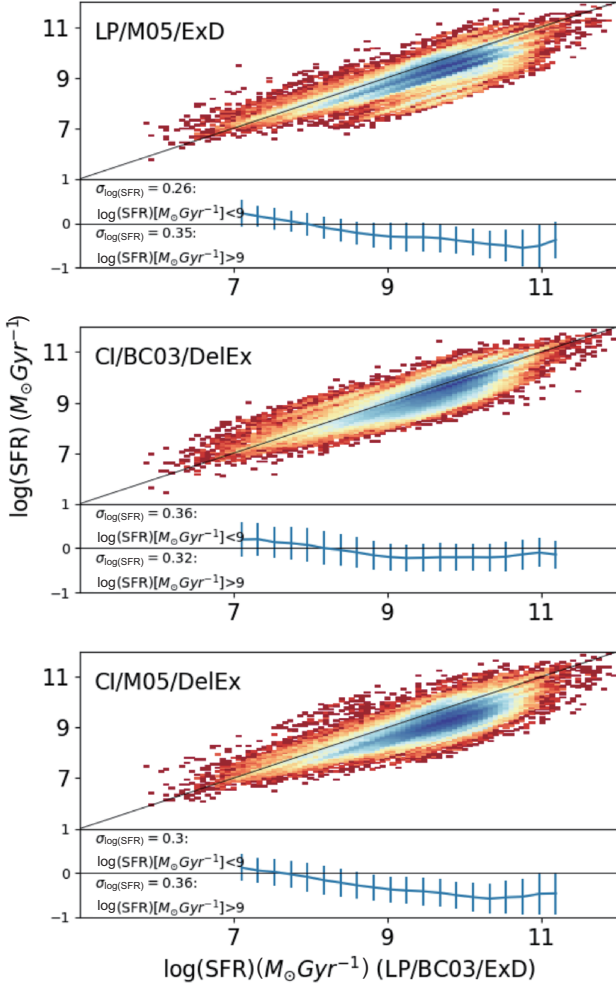 11
LP/M05/ExD
9
7
1
σlog(SFR) = 0.26:
log(SFR)[M⊙Gyr⁻¹]<9
0
σlog(SFR) = 0.35:
log(SFR)[M⊙Gyr⁻¹]>9
−1
7 9 11
11
CI/BC03/DelEx
9
7
1
σlog(SFR) = 0.36:
log(SFR)[M⊙Gyr⁻¹]<9
0
σlog(SFR) = 0.32:
log(SFR)[M⊙Gyr⁻¹]>9
−1
7 9 11
log(SFR) (M⊙Gyr⁻¹)
11
CI/M05/DelEx
9
7
1
σlog(SFR) = 0.3:
log(SFR)[M⊙Gyr⁻¹]<9
0
σlog(SFR) = 0.36:
log(SFR)[M⊙Gyr⁻¹]>9
−1
7 9 11
log(SFR)(M⊙Gyr⁻¹) (LP/BC03/ExD)